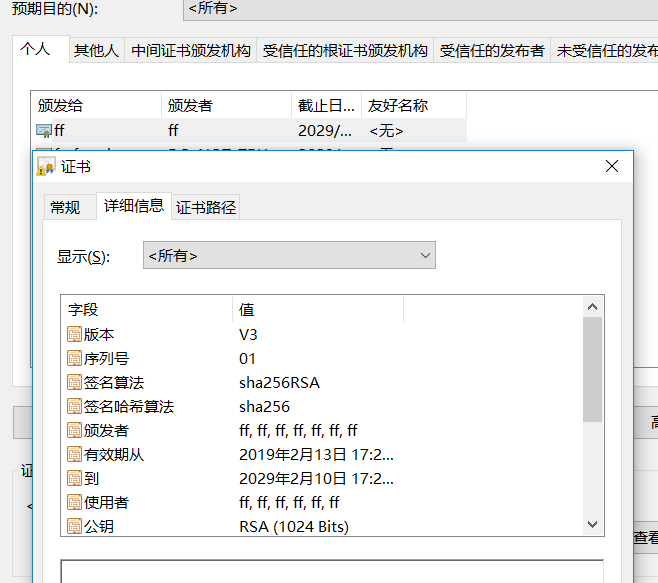 预期目的(N): <所有>
个人 其他人 中间证书颁发机构 受信任的根证书颁发机构 受信任的发布者 未受信任的发布
颁发给 颁发者 截止日... 友好名称
ff ff 2029/... <无>
证书
常规 详细信息 证书路径
显示(S): <所有>
字段 值
版本 V3
序列号 01
签名算法 sha256RSA
签名哈希算法 sha256
颁发者 ff, ff, ff, ff, ff, ff, ff
有效期从 2019年2月13日 17:2...
到 2029年2月10日 17:2...
使用者 ff, ff, ff, ff, ff, ff
公钥 RSA (1024 Bits)
证
查看